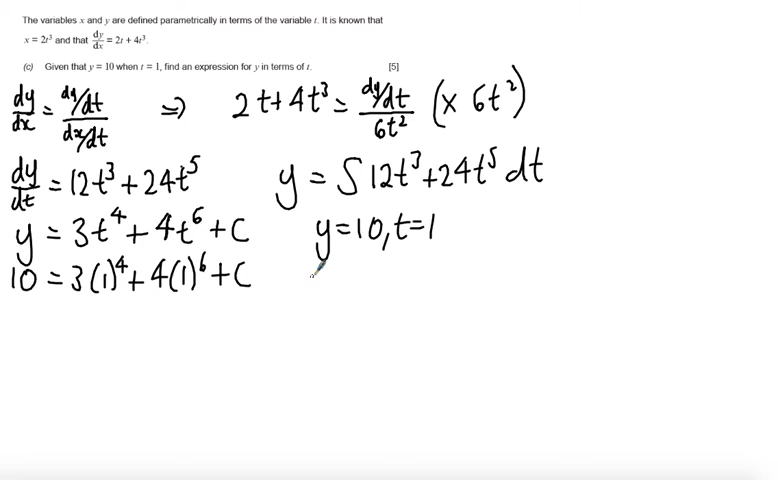 The variables x and y are defined parametrically in terms of the variable t. It is known that
x = 2t³ and that dy/dx = 2t + 4t³.
(c) Given that y = 10 when t = 1, find an expression for y in terms of t. [5]
dy/dx = (dy/dt)/(dx/dt) ⇒ 2t+4t³ = (dy/dt)/6t² (× 6t²)
dy/dt = 12t³ + 24t⁵ y = ∫ 12t³+24t⁵ dt
y = 3t⁴ + 4t⁶ + C y=10, t=1
10 = 3(1)⁴ + 4(1)⁶ + C